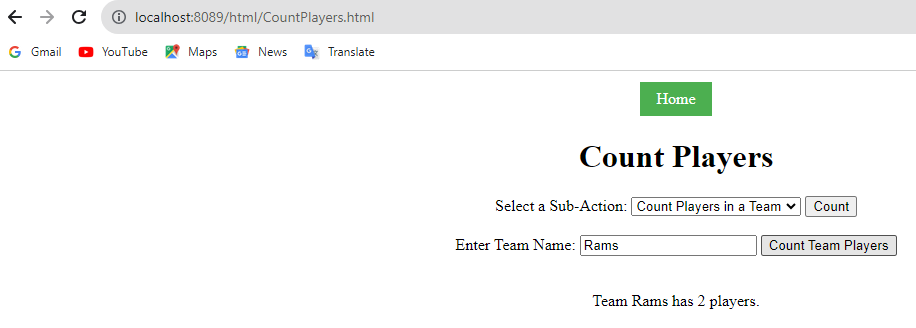 localhost:8089/html/CountPlayers.html
Gmail YouTube Maps News Translate
Home
Count Players
Select a Sub-Action: Count Players in a Team Count
Enter Team Name: Rams Count Team Players
Team Rams has 2 players.